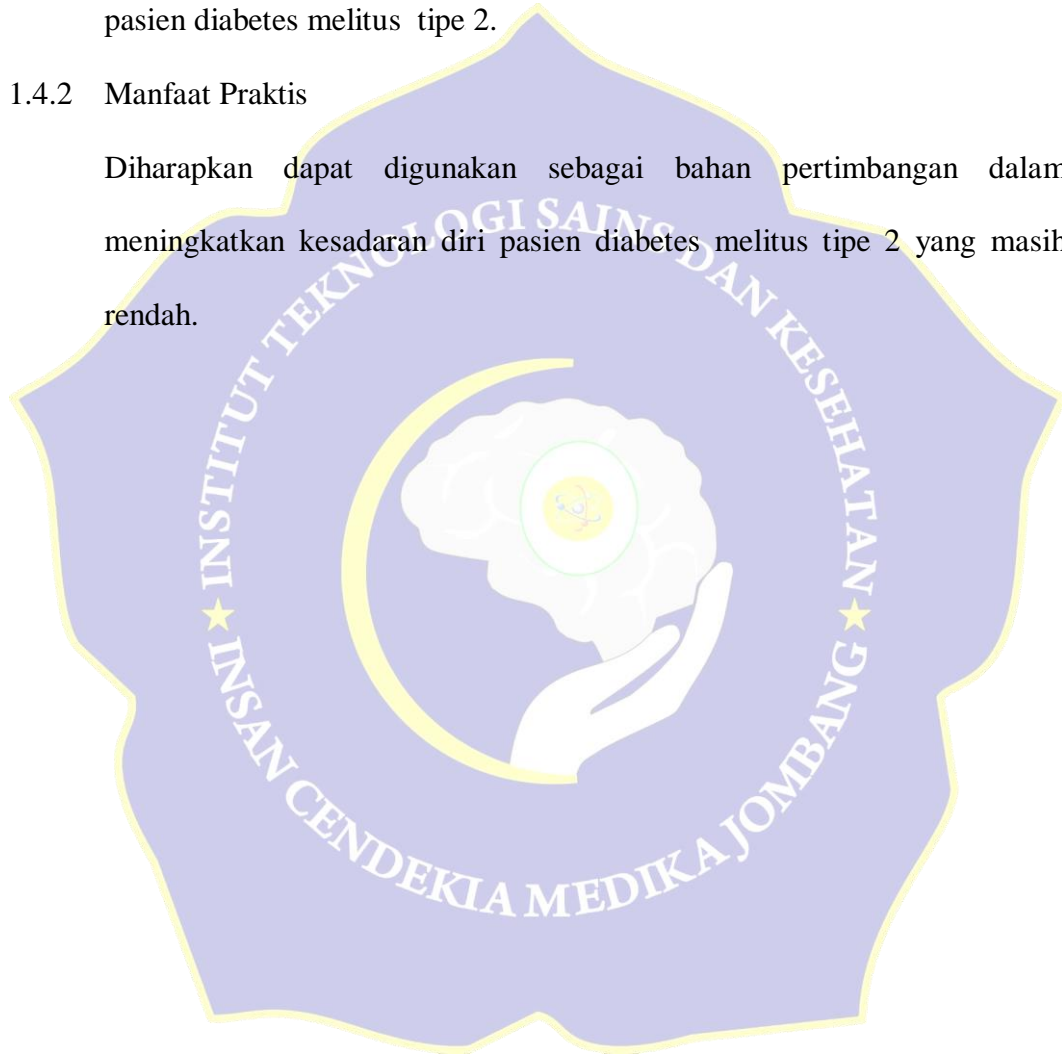 pasien diabetes melitus tipe 2.
1.4.2 Manfaat Praktis
Diharapkan dapat digunakan sebagai bahan pertimbangan dalam
meningkatkan kesadaran diri pasien diabetes melitus tipe 2 yang masih
rendah.
INSTITUT TEKNOLOGI SAINS DAN KESEHATAN
INSAN CENDEKIA MEDIKA JOMBANG